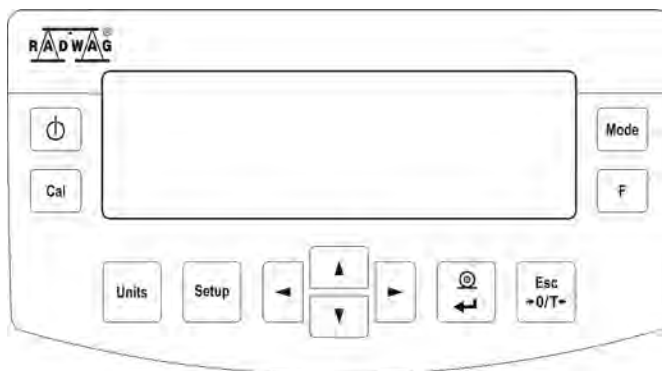 RADWAG®
Mode
Cal
F
Units
Setup
Esc
→0/T←